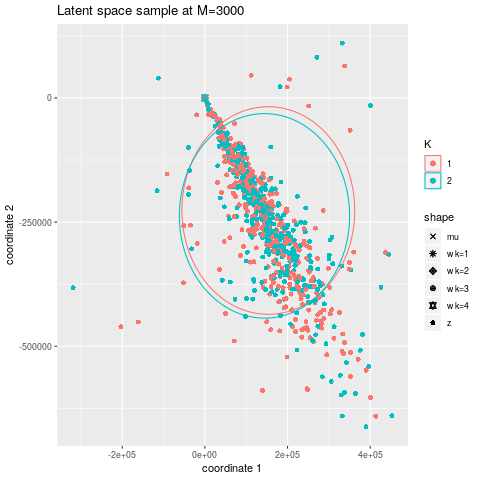 Latent space sample at M=3000
0
-250000
-500000
coordinate 2
-2e+05
0e+00
2e+05
4e+05
coordinate 1
K
1
2
shape
mu
w k=1
w k=2
w k=3
w k=4
z